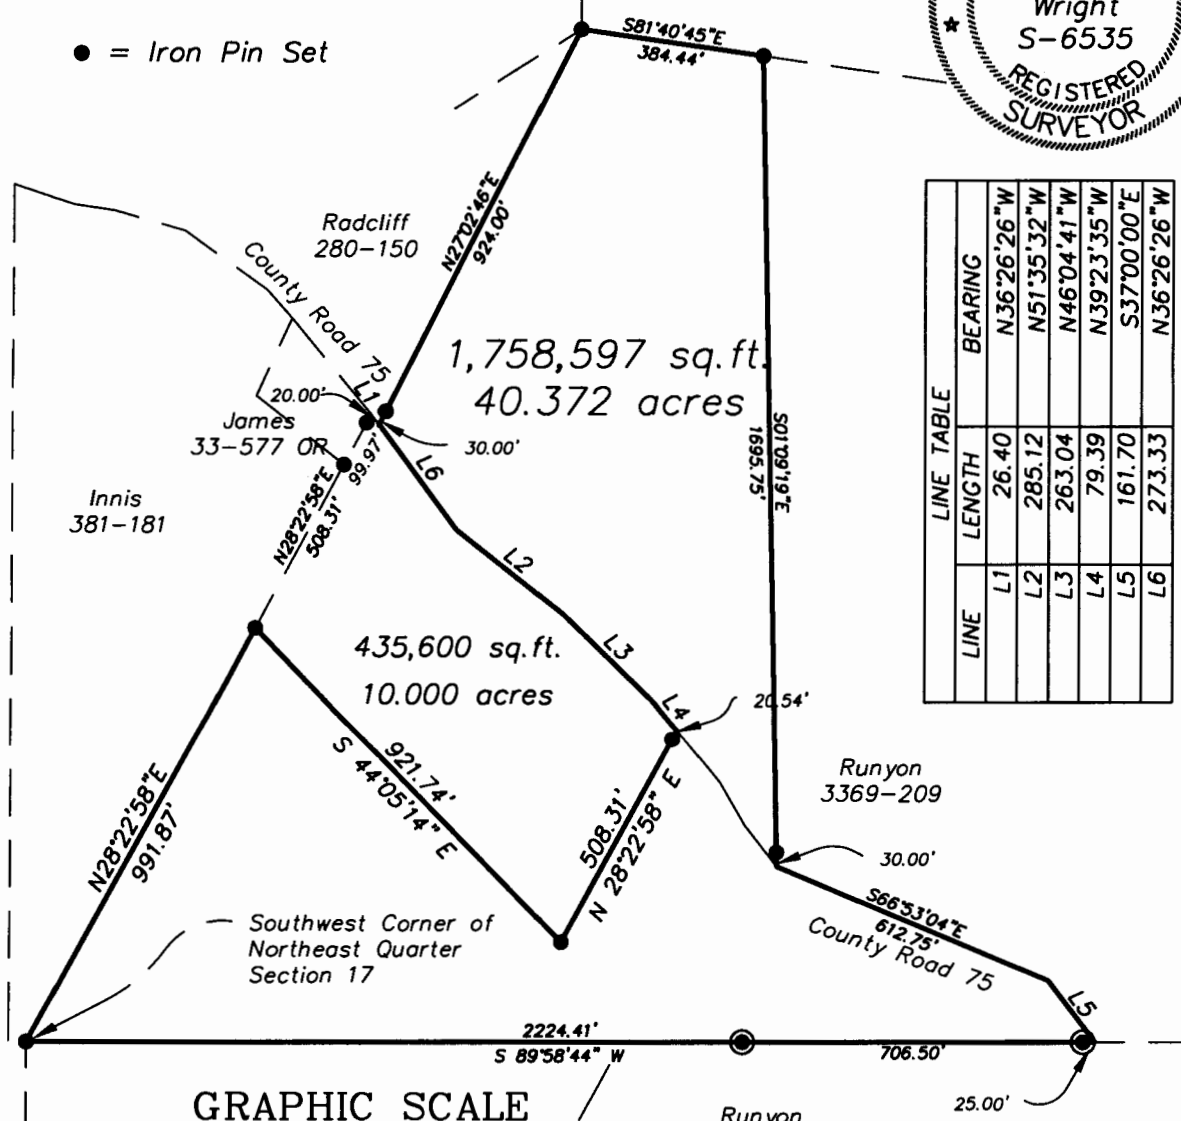 ● = Iron Pin Set
Wright
S-6535
REGISTERED
SURVEYOR
S81°40'45"E
384.44'
N27°02'46"E
924.00'
Radcliff
280-150
County Road 75
L1
20.00'
30.00'
James
33-577 OR
99.97'
L6
Innis
381-181
N28°22'58"E
508.31'
1,758,597 sq.ft.
40.372 acres
S01°09'19"E
1695.75'
LINE TABLE
LINE LENGTH BEARING
L1 26.40 N36°26'26"W
L2 285.12 N51°35'32"W
L3 263.04 N46°04'41"W
L4 79.39 N39°23'35"W
L5 161.70 S37°00'00"E
L6 273.33 N36°26'26"W
L2
L3
L4
435,600 sq.ft.
10.000 acres
20.54'
921.74'
S 44°05'14" E
508.31'
N 28°22'58" E
N28°22'58"E
991.87'
Runyon
3369-209
30.00'
S66°53'04"E
612.75'
County Road 75
L5
Southwest Corner of
Northeast Quarter
Section 17
2224.41'
S 89°58'44" W
706.50'
25.00'
GRAPHIC SCALE
Runyon